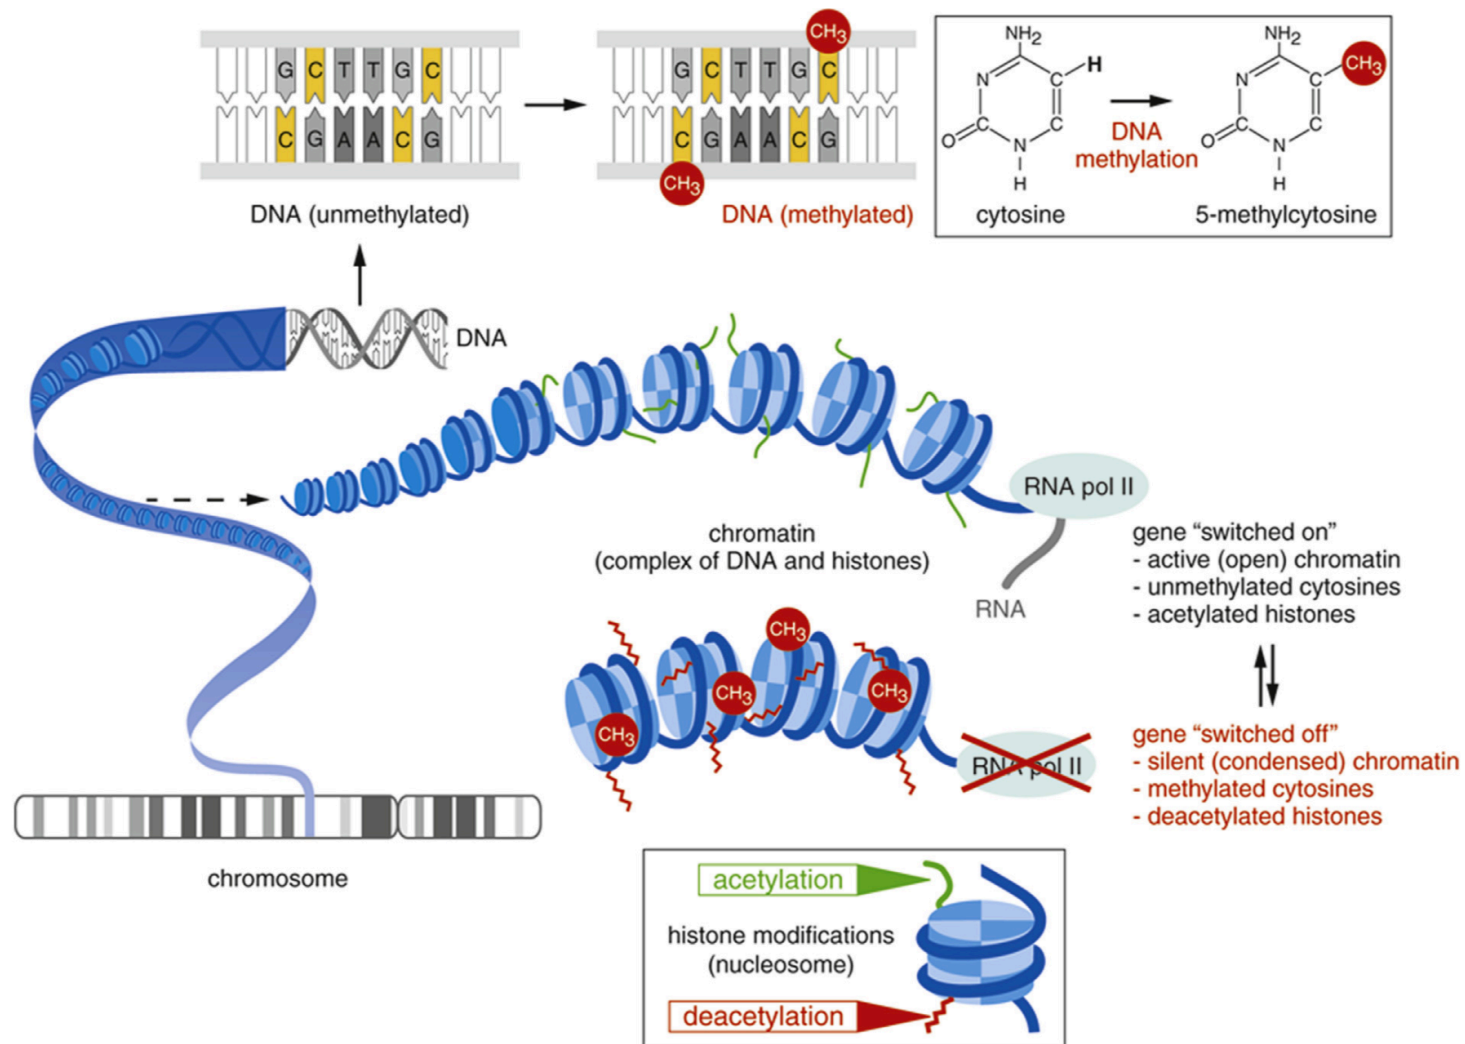 CH3
G C T T G C
C G A A C G
DNA (unmethylated)
G C T T G C
C G A A C G
CH3
DNA (methylated)
NH2
N
C
H
C
C
O
N
H
cytosine
DNA
methylation
NH2
CH3
N
C
C
C
O
N
H
5-methylcytosine
DNA
RNA pol II
RNA
chromatin
(complex of DNA and histones)
gene “switched on”
- active (open) chromatin
- unmethylated cytosines
- acetylated histones
CH3
CH3
CH3
CH3
RNA pol II
gene “switched off”
- silent (condensed) chromatin
- methylated cytosines
- deacetylated histones
chromosome
acetylation
histone modifications
(nucleosome)
deacetylation